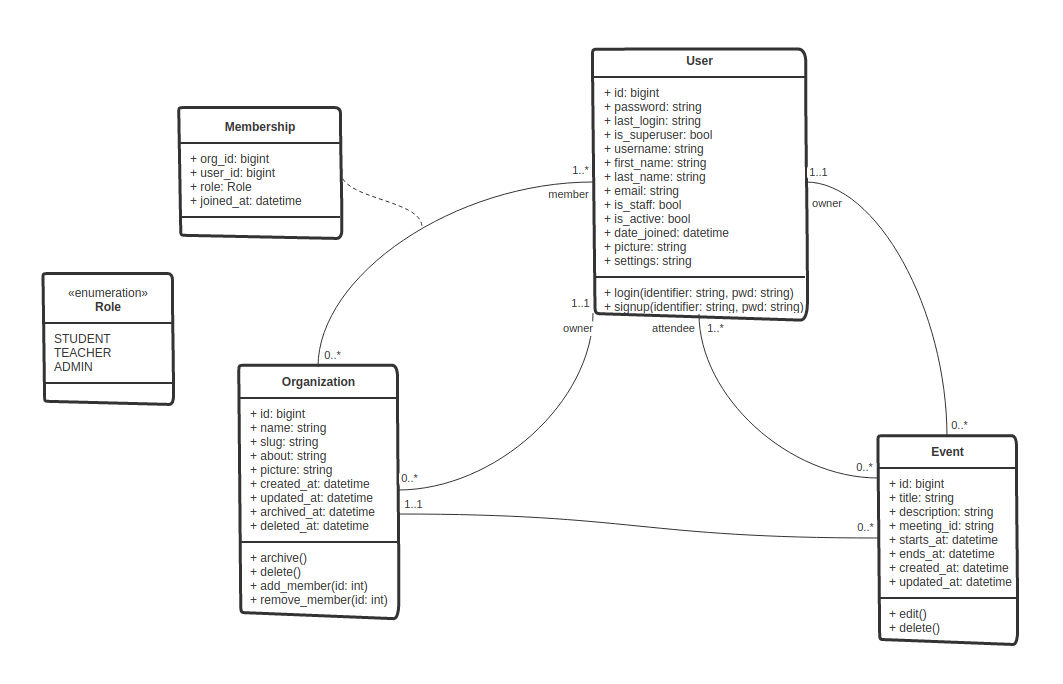 User
+ id: bigint
+ password: string
+ last_login: string
+ is_superuser: bool
+ username: string
+ first_name: string
+ last_name: string
+ email: string
+ is_staff: bool
+ is_active: bool
+ date_joined: datetime
+ picture: string
+ settings: string
+ login(identifier: string, pwd: string)
+ signup(identifier: string, pwd: string)
Membership
+ org_id: bigint
+ user_id: bigint
+ role: Role
+ joined_at: datetime
1..*
member
1..1
owner
«enumeration»
Role
STUDENT
TEACHER
ADMIN
1..1
owner
attendee
1..*
0..*
Organization
+ id: bigint
+ name: string
+ slug: string
+ about: string
+ picture: string
+ created_at: datetime
+ updated_at: datetime
+ archived_at: datetime
+ deleted_at: datetime
+ archive()
+ delete()
+ add_member(id: int)
+ remove_member(id: int)
0..*
1..1
0..*
0..*
0..*
Event
+ id: bigint
+ title: string
+ description: string
+ meeting_id: string
+ starts_at: datetime
+ ends_at: datetime
+ created_at: datetime
+ updated_at: datetime
+ edit()
+ delete()